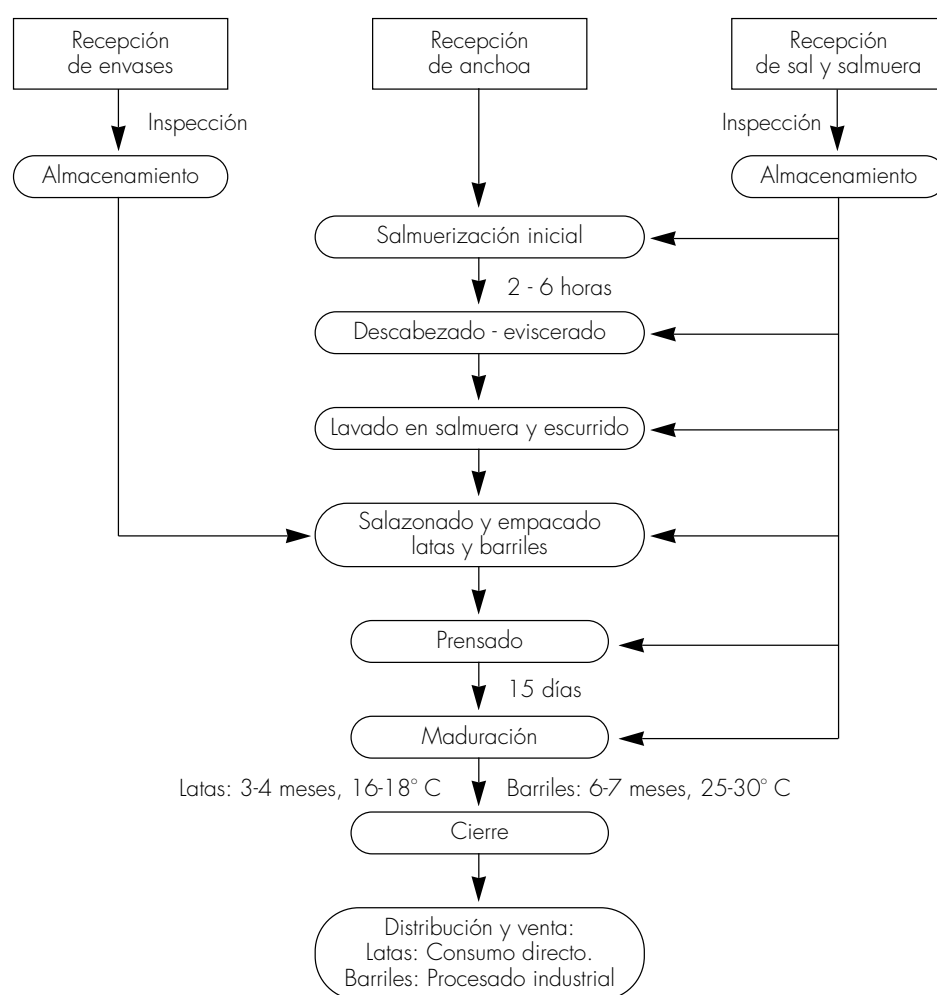 Recepción
de envases
Recepción
de anchoa
Recepción
de sal y salmuera
Inspección
Inspección
Almacenamiento
Almacenamiento
Salmuerización inicial
2 - 6 horas
Descabezado - eviscerado
Lavado en salmuera y escurrido
Salazonado y empacado
latas y barriles
Prensado
15 días
Maduración
Latas: 3-4 meses, 16-18° C
Barriles: 6-7 meses, 25-30° C
Cierre
Distribución y venta:
Latas: Consumo directo.
Barriles: Procesado industrial